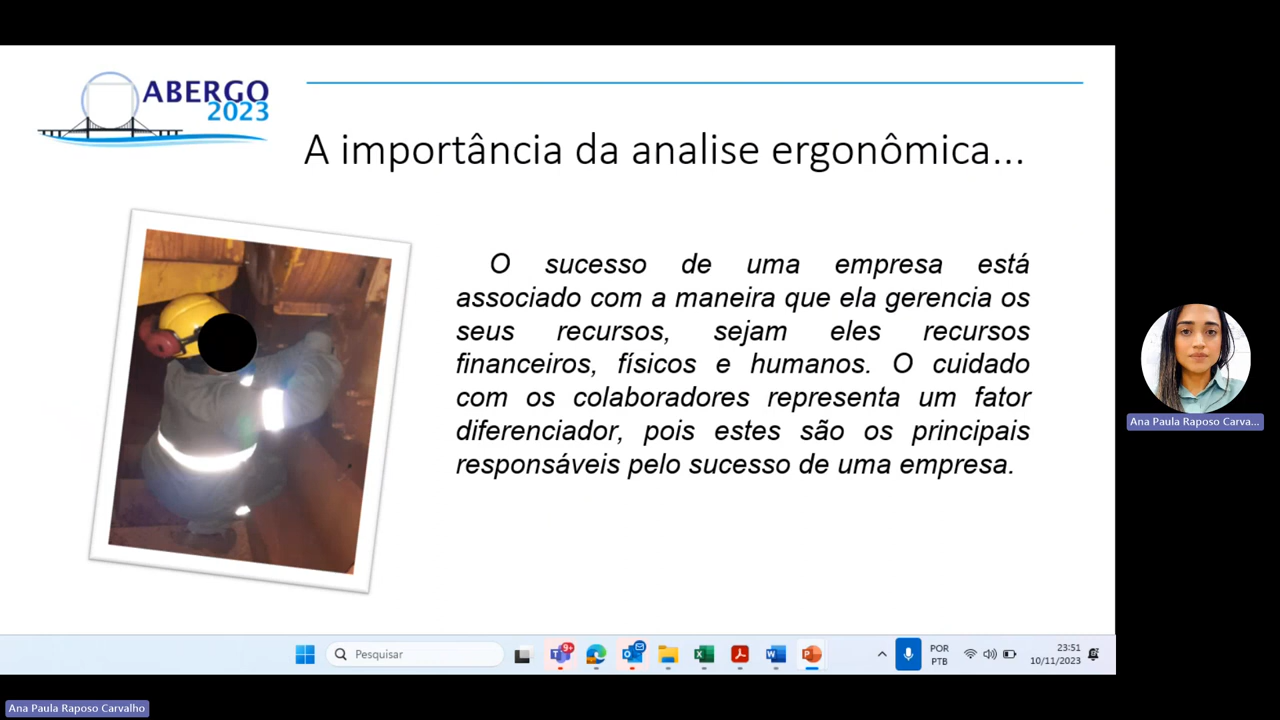 ABERGO
2023
A importância da analise ergonômica...
O sucesso de uma empresa está
associado com a maneira que ela gerencia os
seus recursos, sejam eles recursos
financeiros, físicos e humanos. O cuidado
com os colaboradores representa um fator
diferenciador, pois estes são os principais
responsáveis pelo sucesso de uma empresa.
Ana Paula Raposo Carva...
Pesquisar
9+
POR
PTB
23:51
10/11/2023
Ana Paula Raposo Carvalho